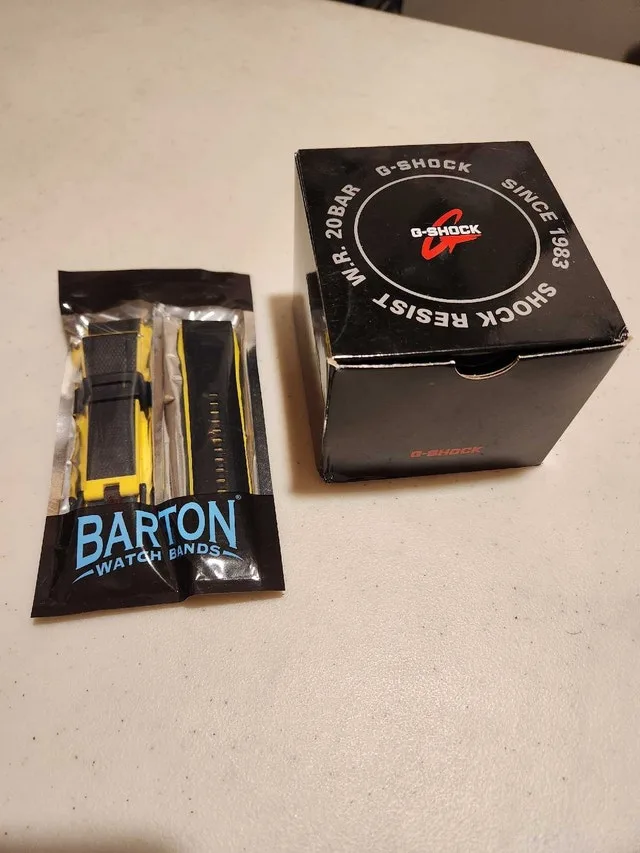 G-SHOCK
SINCE 1983
SHOCK RESIST
W.R. 20BAR
G-SHOCK
G-SHOCK
BARTON®
WATCH BANDS